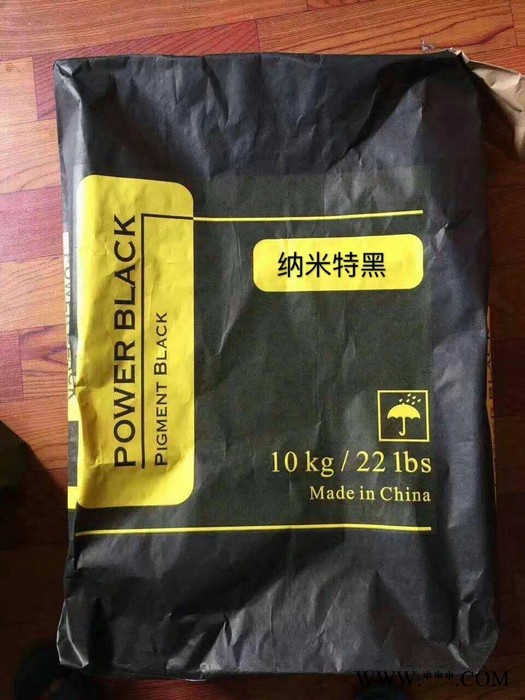 POWER BLACK
PIGMENT BLACK
纳米特黑
10 kg / 22 lbs
Made in China
WWW.***.COM